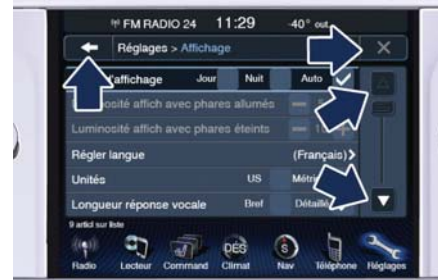 FM RADIO 24 11:29 -40° out
Réglages > Affichage
d'affichage Jour Nuit Auto
Luminosité affich avec phares allumés
Luminosité affich avec phares éteints
Régler langue (Français)>
Unités US
Longueur réponse vocale Bref Détaillé
9 articl sur liste
Radio Lecteur Command Climat Nav Téléphone Réglages
DÉS
S